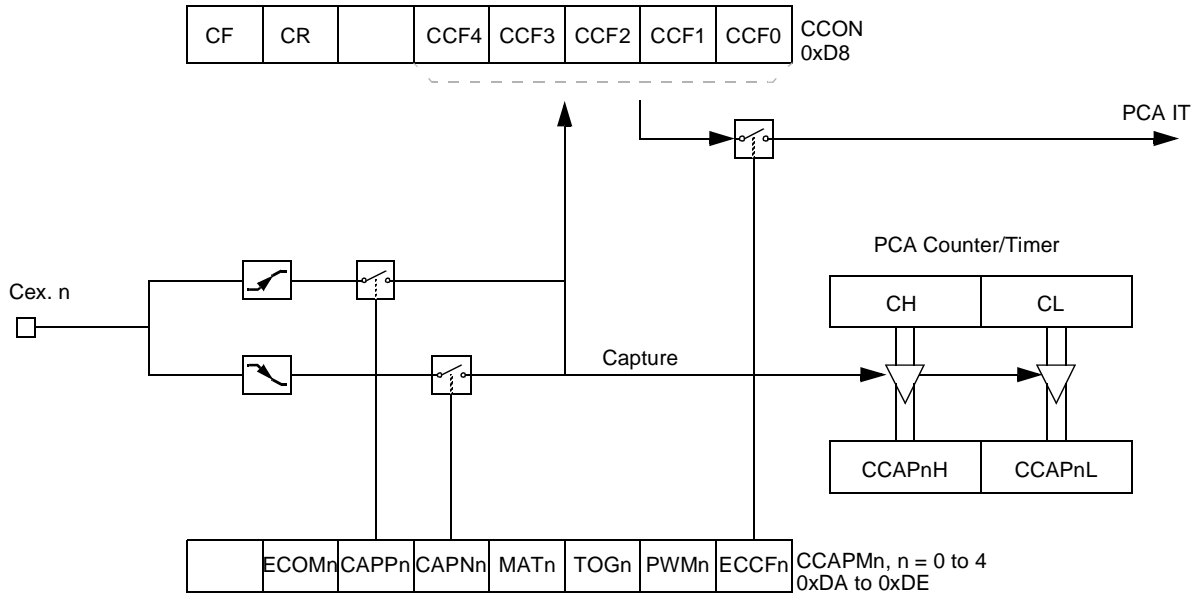 CF CR CCF4 CCF3 CCF2 CCF1 CCF0 CCON
0xD8
PCA IT
PCA Counter/Timer
Cex. n
CH CL
Capture
CCAPnH CCAPnL
ECOMn CAPPn CAPNn MATn TOGn PWMn ECCFn CCAPMn, n = 0 to 4
0xDA to 0xDE